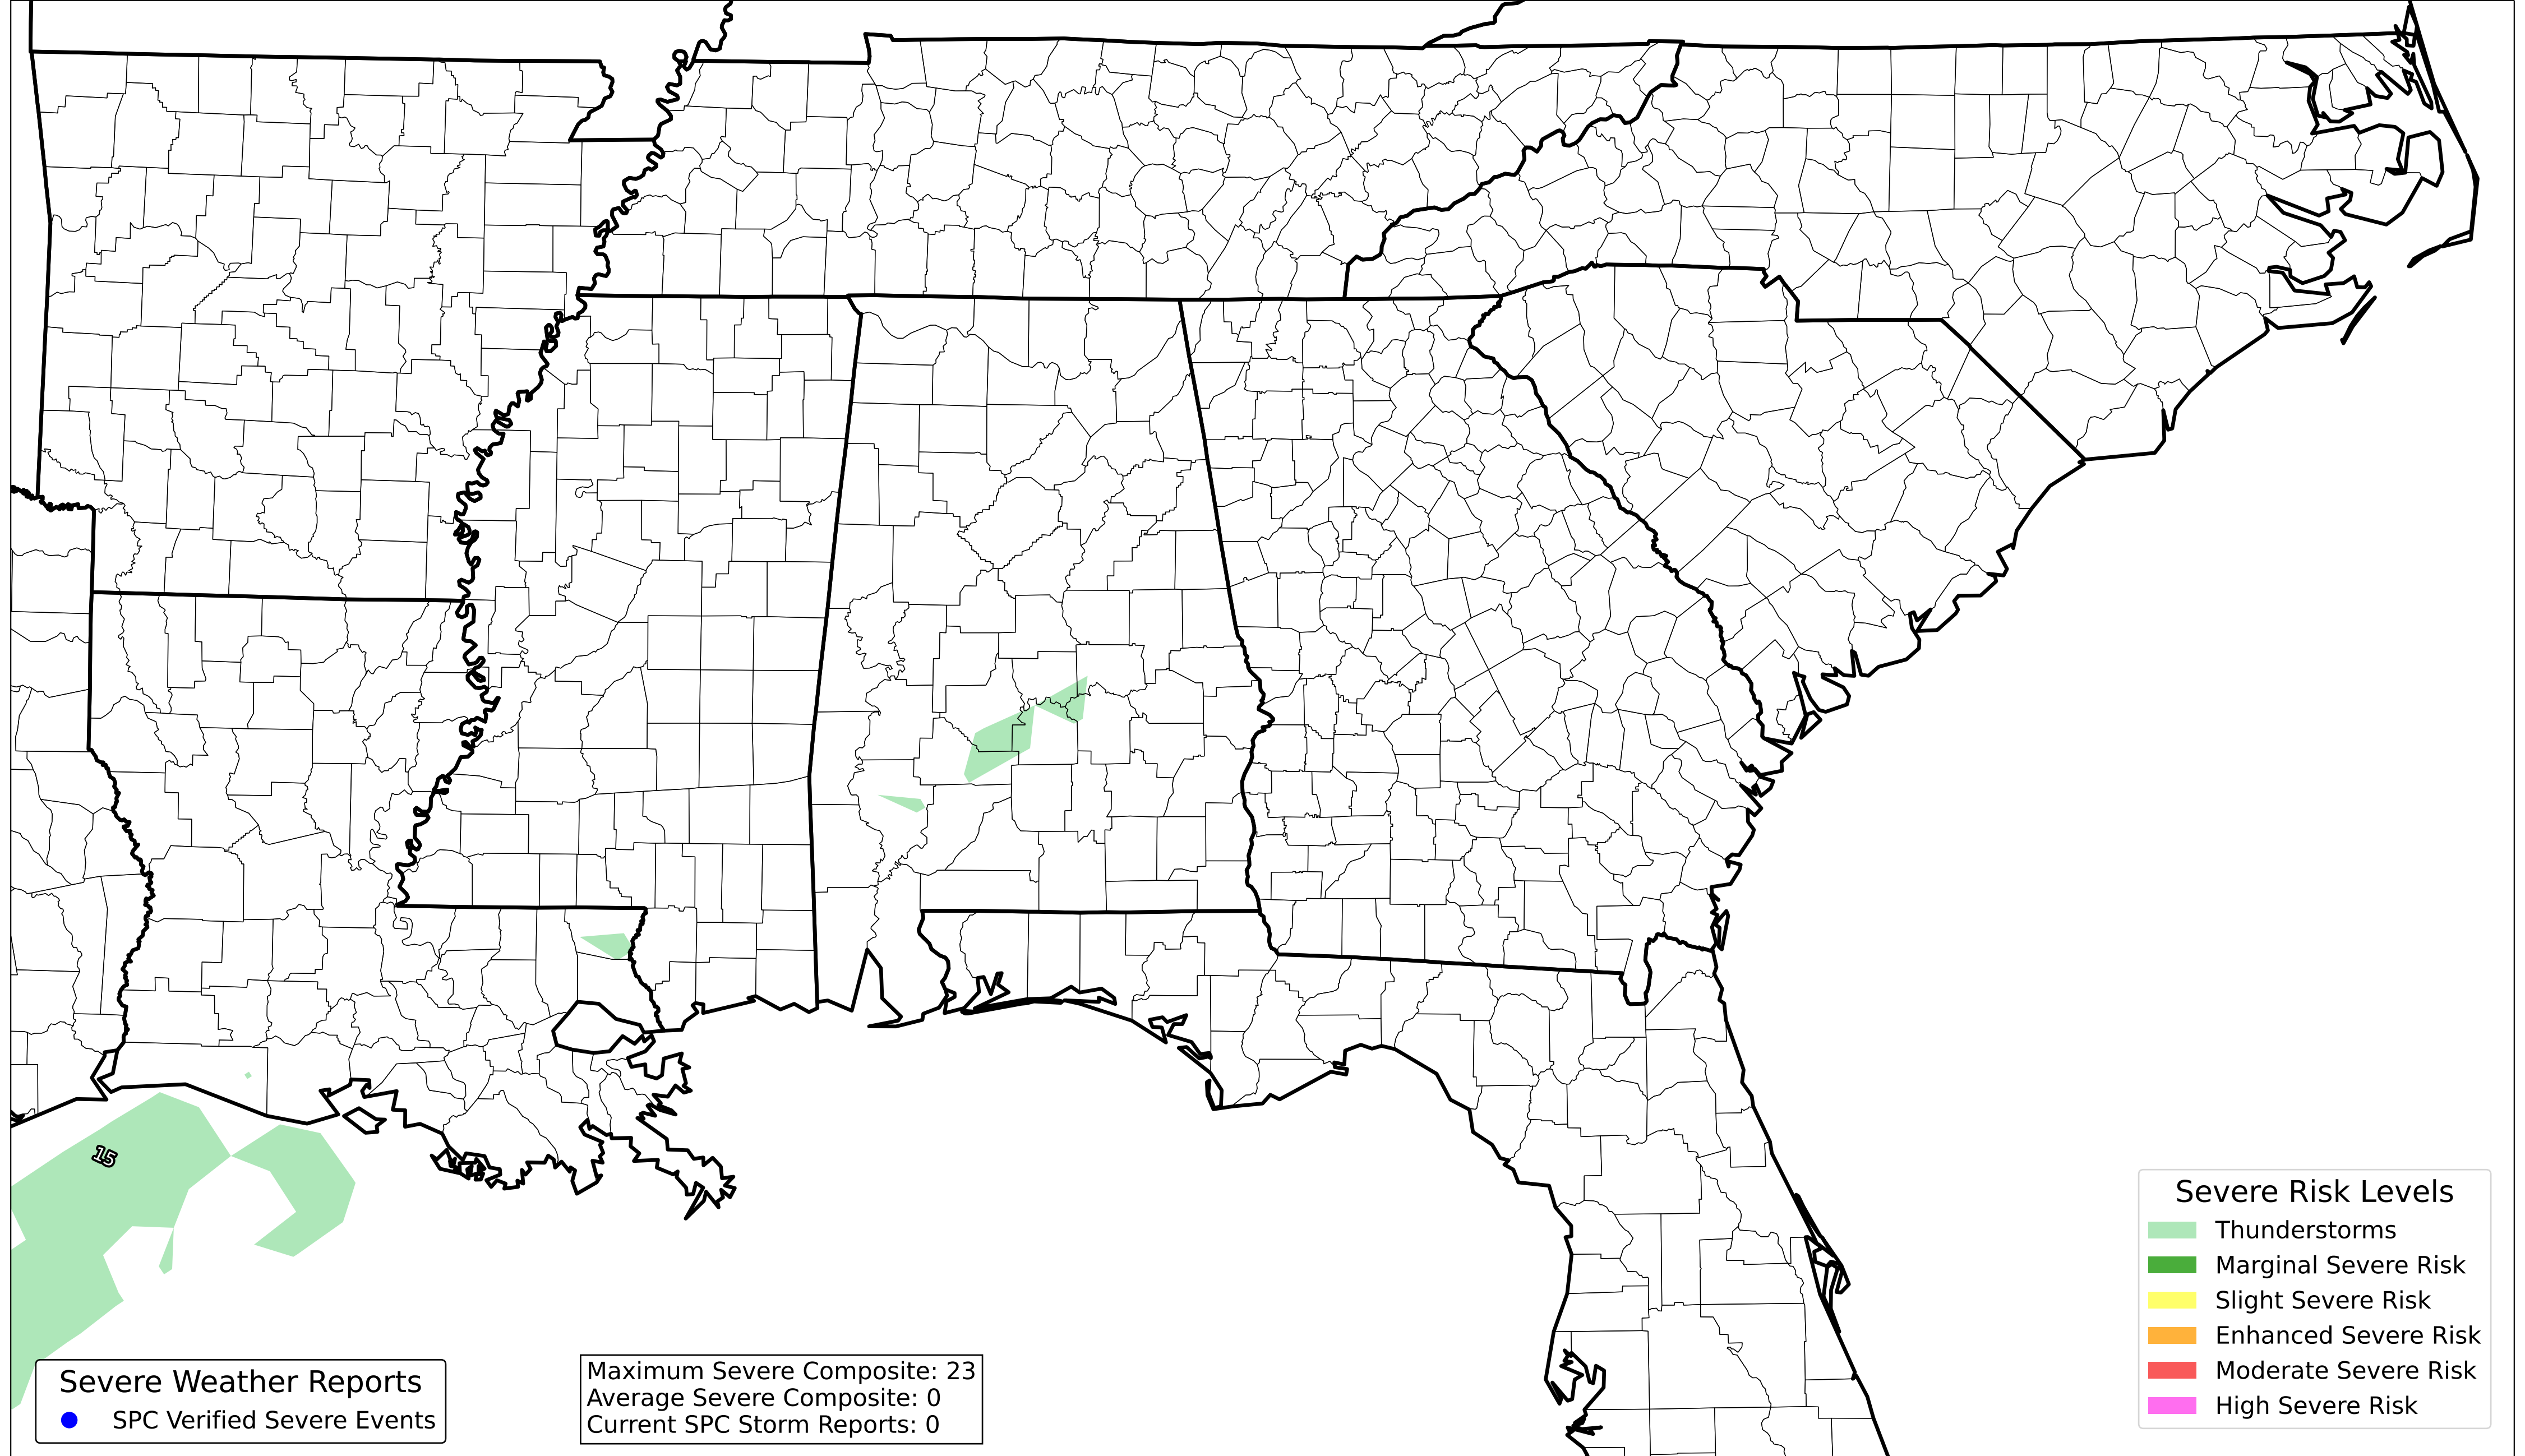 15
Severe Weather Reports
SPC Verified Severe Events
Maximum Severe Composite: 23
Average Severe Composite: 0
Current SPC Storm Reports: 0
Severe Risk Levels
Thunderstorms
Marginal Severe Risk
Slight Severe Risk
Enhanced Severe Risk
Moderate Severe Risk
High Severe Risk